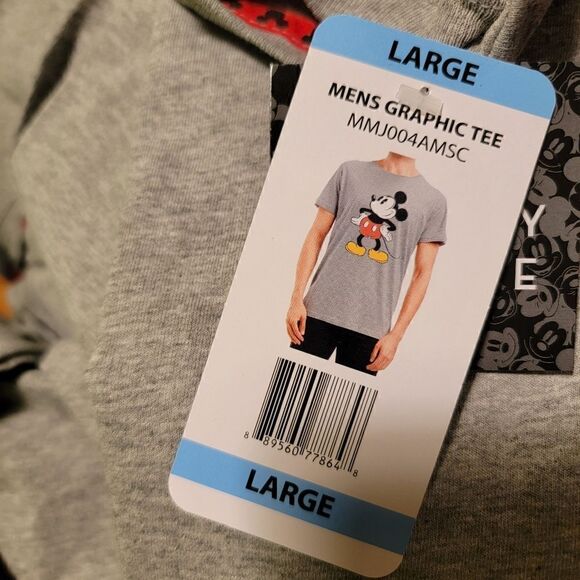 LARGE
MENS GRAPHIC TEE
MMJ004AMSC
Y
E
8 89560 77864 8
LARGE